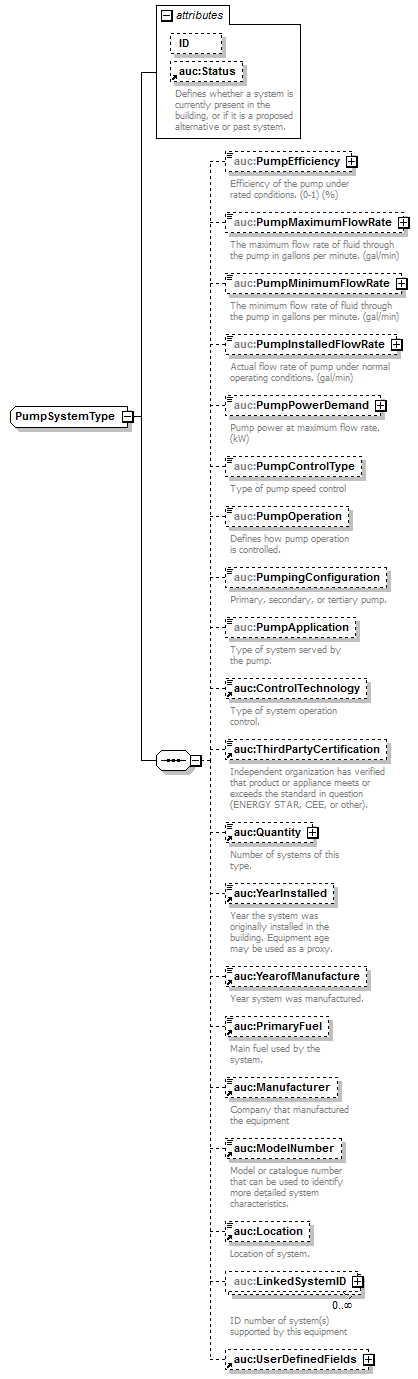 attributes
ID
auc:Status
Defines whether a system is
currently present in the
building, or if it is a proposed
alternative or past system.
auc:PumpEfficiency
Efficiency of the pump under
rated conditions. (0-1) (%)
auc:PumpMaximumFlowRate
The maximum flow rate of fluid through
the pump in gallons per minute. (gal/min)
auc:PumpMinimumFlowRate
The minimum flow rate of fluid through
the pump in gallons per minute. (gal/min)
auc:PumpInstalledFlowRate
Actual flow rate of pump under normal
operating conditions. (gal/min)
auc:PumpPowerDemand
Pump power at maximum flow rate.
(kW)
PumpSystemType
auc:PumpControlType
Type of pump speed control
auc:PumpOperation
Defines how pump operation
is controlled.
auc:PumpingConfiguration
Primary, secondary, or tertiary pump.
auc:PumpApplication
Type of system served by
the pump.
auc:ControlTechnology
Type of system operation
control.
auc:ThirdPartyCertification
Independent organization has verified
that product or appliance meets or
exceeds the standard in question
(ENERGY STAR, CEE, or other).
auc:Quantity
Number of systems of this
type.
auc:YearInstalled
Year the system was
originally installed in the
building. Equipment age
may be used as a proxy.
auc:YearofManufacture
Year system was manufactured.
auc:PrimaryFuel
Main fuel used by the
system.
auc:Manufacturer
Company that manufactured
the equipment
auc:ModelNumber
Model or catalogue number
that can be used to identify
more detailed system
characteristics.
auc:Location
Location of system.
auc:LinkedSystemID
0..∞
ID number of system(s)
supported by this equipment
auc:UserDefinedFields